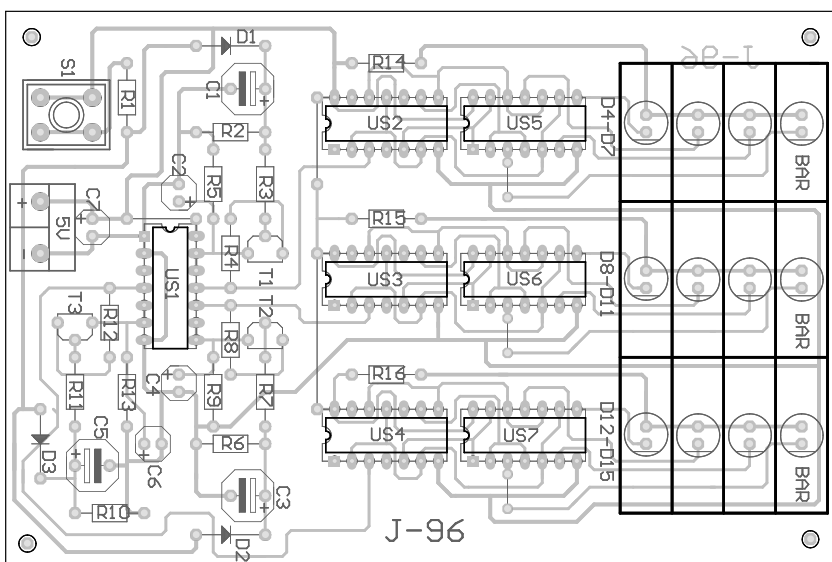 D1
S1
R1
C1
+
R2
R14
US2
US5
D4-D7
J-96
BAR
C2
+
R5
R3
+
5V
-
C7
+
US1
R4
T1
R15
US3
US6
D8-D11
BAR
T3
R12
T2
R8
C4
+
R11
R13
R9
R7
R16
US4
US7
D12-D15
BAR
D3
C5
+
C6
+
R6
R10
C3
+
D2
J-96